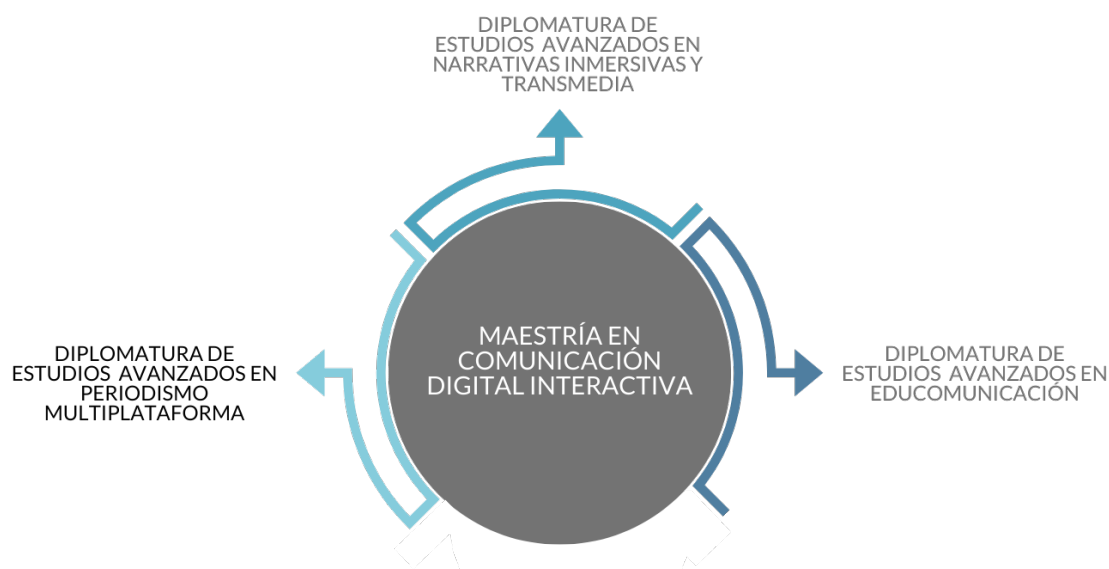 DIPLOMATURA DE
ESTUDIOS AVANZADOS EN
NARRATIVAS INMERSIVAS Y
TRANSMEDIA
MAESTRÍA EN
COMUNICACIÓN
DIGITAL INTERACTIVA
DIPLOMATURA DE
ESTUDIOS AVANZADOS EN
PERIODISMO
MULTIPLATAFORMA
DIPLOMATURA DE
ESTUDIOS AVANZADOS EN
EDUCOMUNICACIÓN